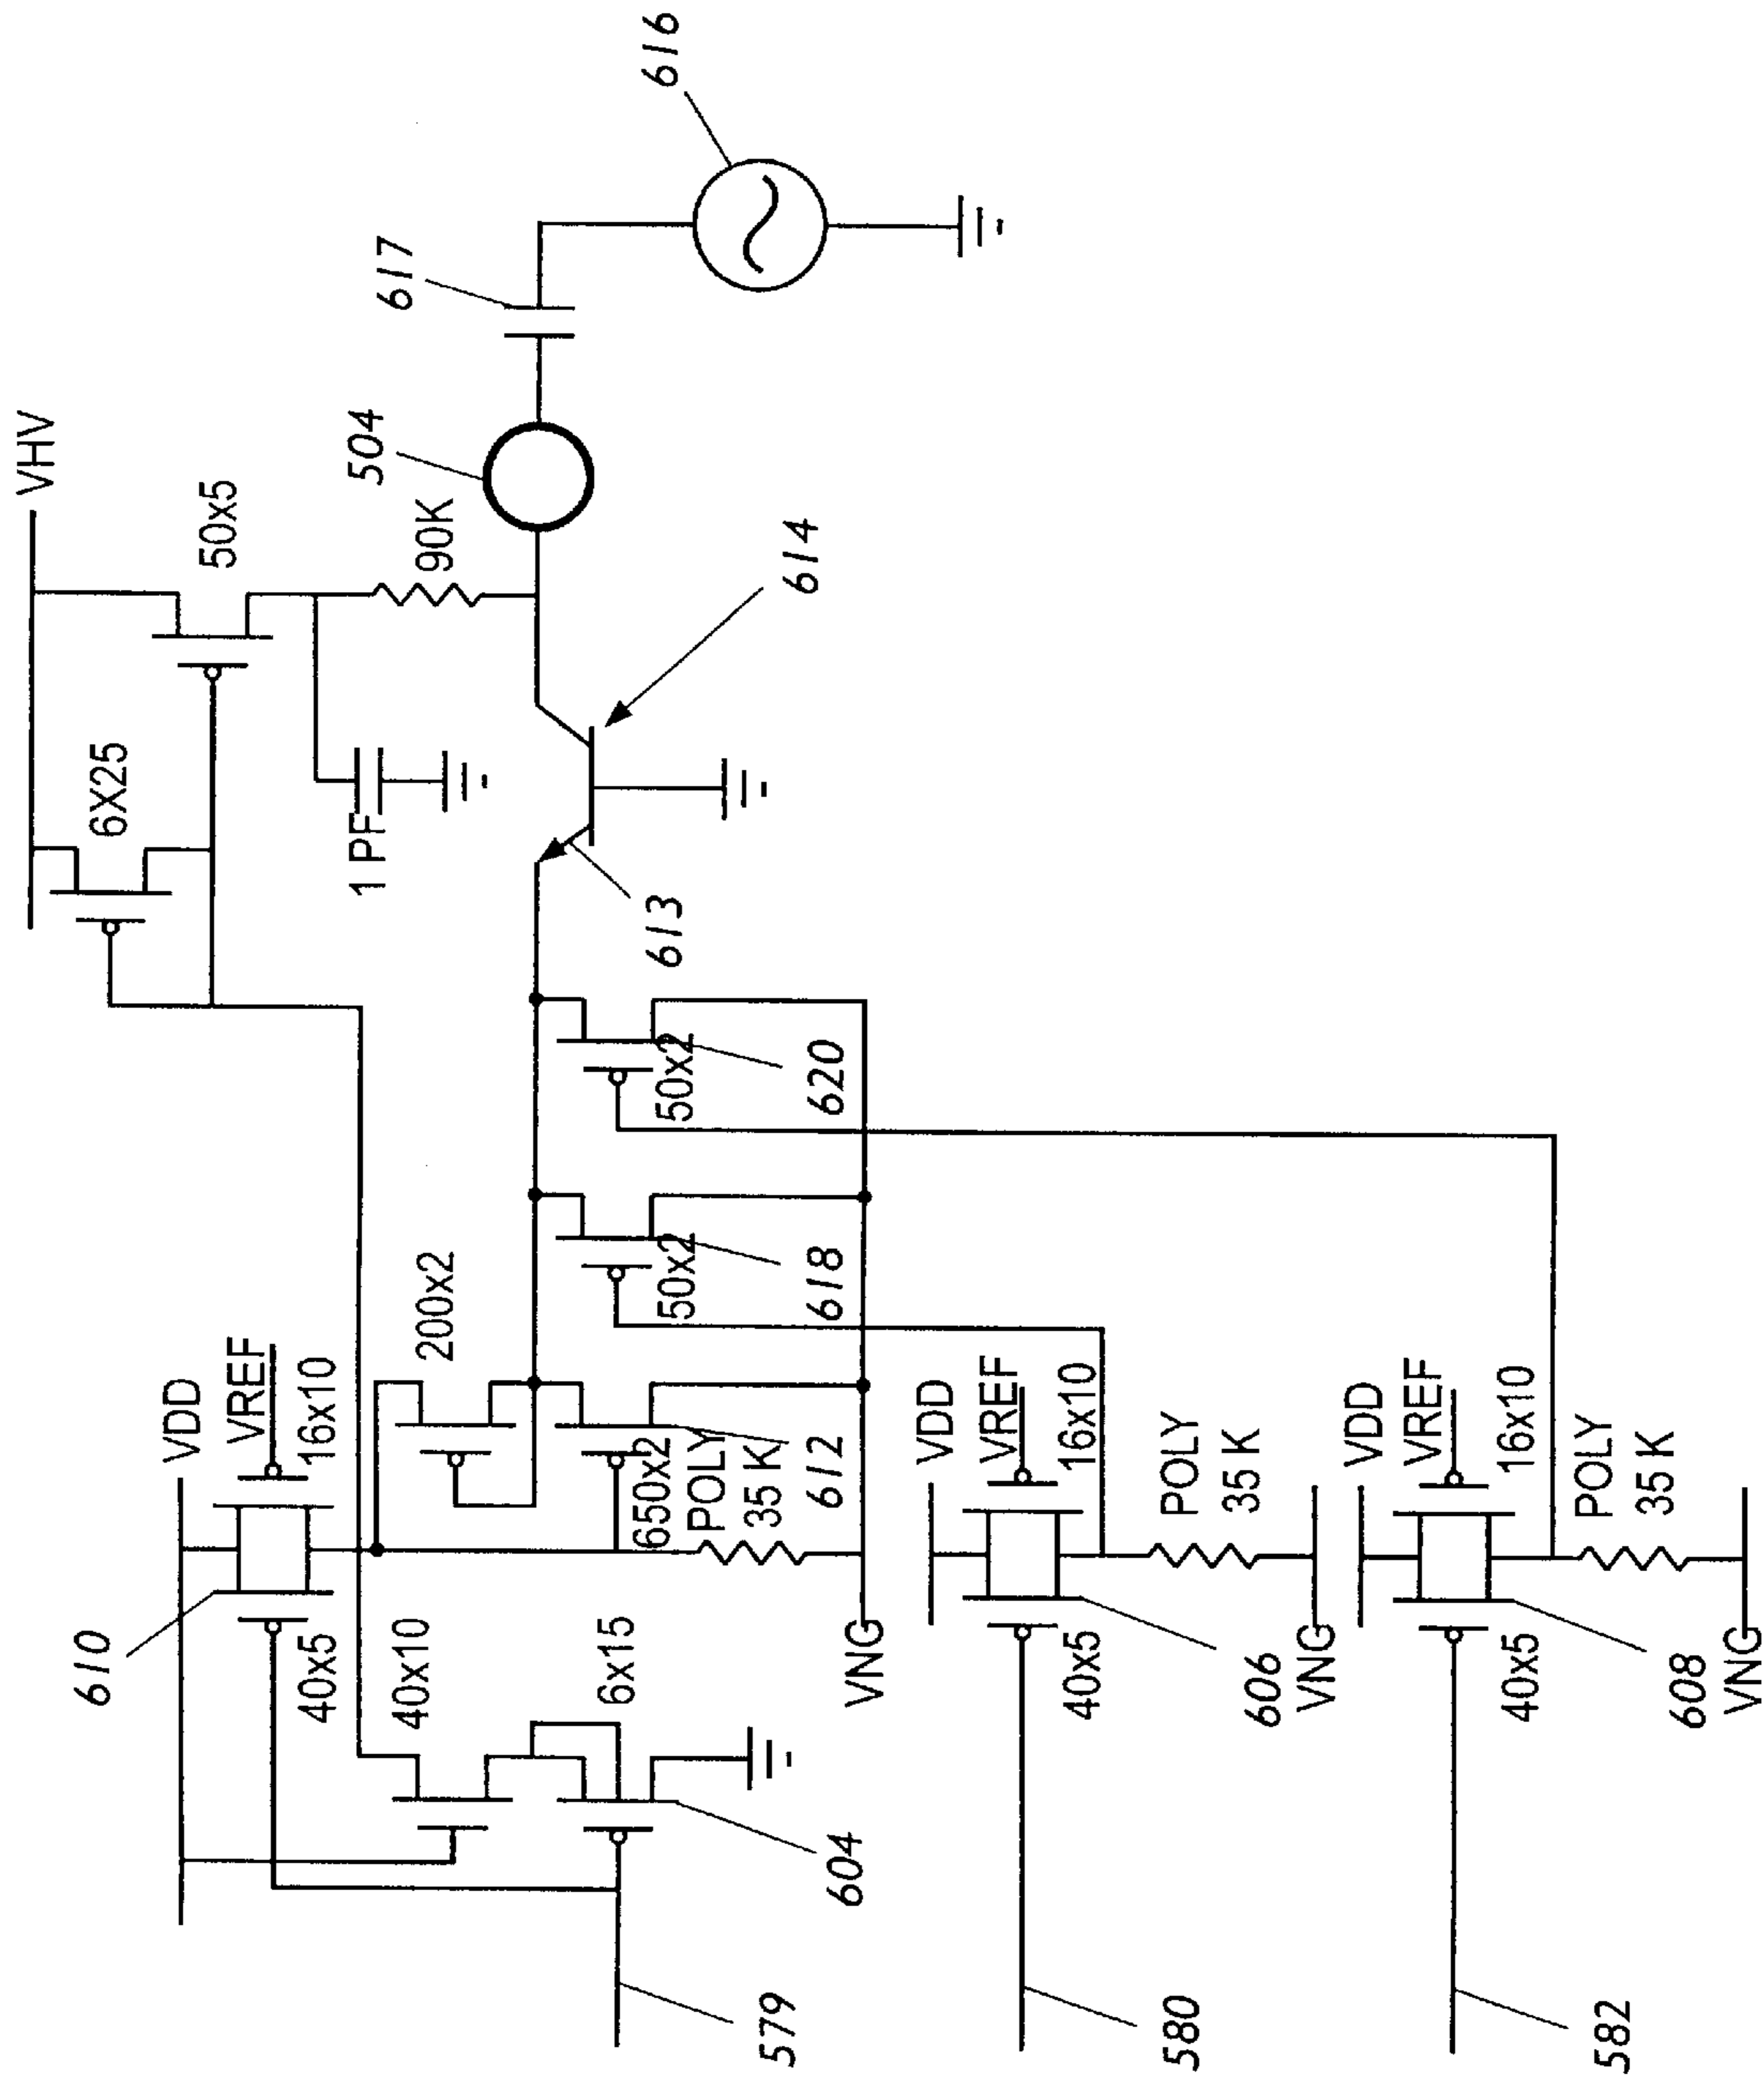 VHV
6X25
50x5
1 PF
90K
504
617
616
614
613
VDD
VREF
610
40x5
16x10
200x2
40x10
6x15
604
650x2
POLY
35 K
612
50x2
618
50x2
620
VNG
579
VDD
VREF
40x5
16x10
606
POLY
35 K
VNG
580
VDD
VREF
40x5
16x10
608
POLY
35 K
VNG
582